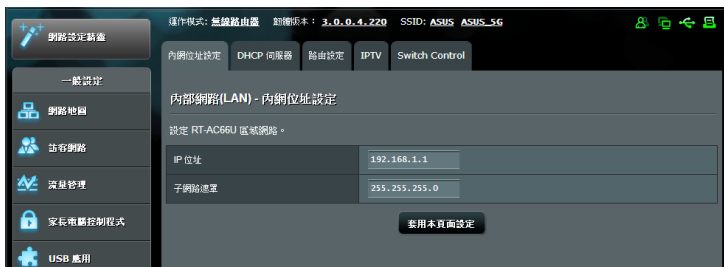 網路設定精靈
運作模式: 無線路由器 韌體版本: 3.0.0.4.220 SSID: ASUS ASUS_5G
內網位址設定 DHCP 伺服器 路由設定 IPTV Switch Control
一般設定
網路地圖
訪客網路
流量管理
家長電腦控制程式
USB 應用
內部網路(LAN) - 內網位址設定
設定 RT-AC66U 區域網路。
IP 位址 192.168.1.1
子網路遮罩 255.255.255.0
套用本頁面設定